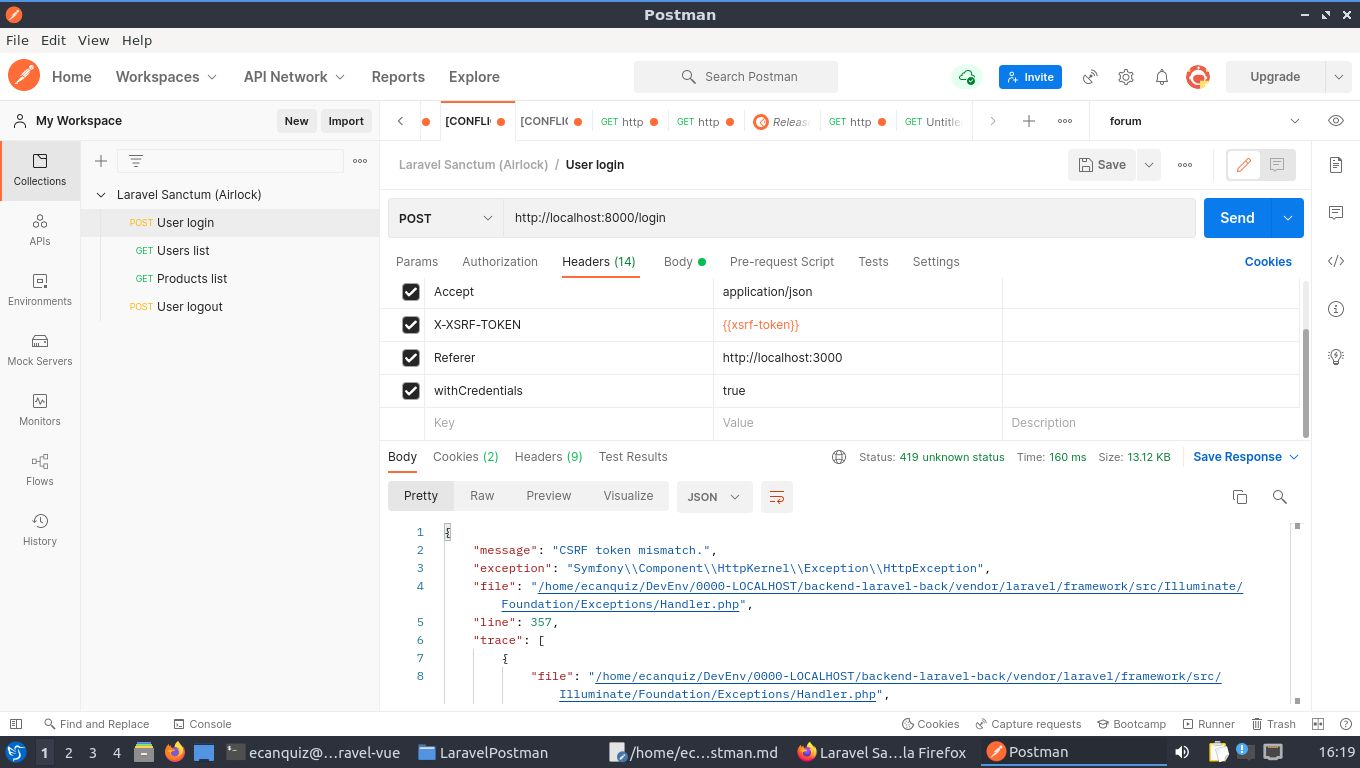 Postman
File Edit View Help
Home Workspaces API Network Reports Explore Search Postman Invite Upgrade
My Workspace New Import [CONFLI [CONFLIC GET http GET http Releas GET http GET Untitle forum
Collections
APIs
Environments
Mock Servers
Monitors
Flows
History
Laravel Sanctum (Airlock)
POST User login
GET Users list
GET Products list
POST User logout
Laravel Sanctum (Airlock) / User login Save
POST http://localhost:8000/login Send
Params Authorization Headers (14) Body Pre-request Script Tests Settings Cookies
Accept application/json
X-XSRF-TOKEN {{xsrf-token}}
Referer http://localhost:3000
withCredentials true
Key Value Description
Body Cookies (2) Headers (9) Test Results Status: 419 unknown status Time: 160 ms Size: 13.12 KB Save Response
Pretty Raw Preview Visualize JSON
1 {
2 "message": "CSRF token mismatch.",
3 "exception": "Symfony\\Component\\HttpKernel\\Exception\\HttpException",
4 "file": "/home/ecanquiz/DevEnv/0000-LOCALHOST/backend-laravel-back/vendor/laravel/framework/src/Illuminate/
Foundation/Exceptions/Handler.php",
5 "line": 357,
6 "trace": [
7 {
8 "file": "/home/ecanquiz/DevEnv/0000-LOCALHOST/backend-laravel-back/vendor/laravel/framework/src/
Illuminate/Foundation/Exceptions/Handler.php",
Find and Replace Console Cookies Capture requests Bootcamp Runner Trash
1 2 3 4 ecanquiz@...ravel-vue LaravelPostman /home/ec...stman.md Laravel Sa...la Firefox Postman 16:19